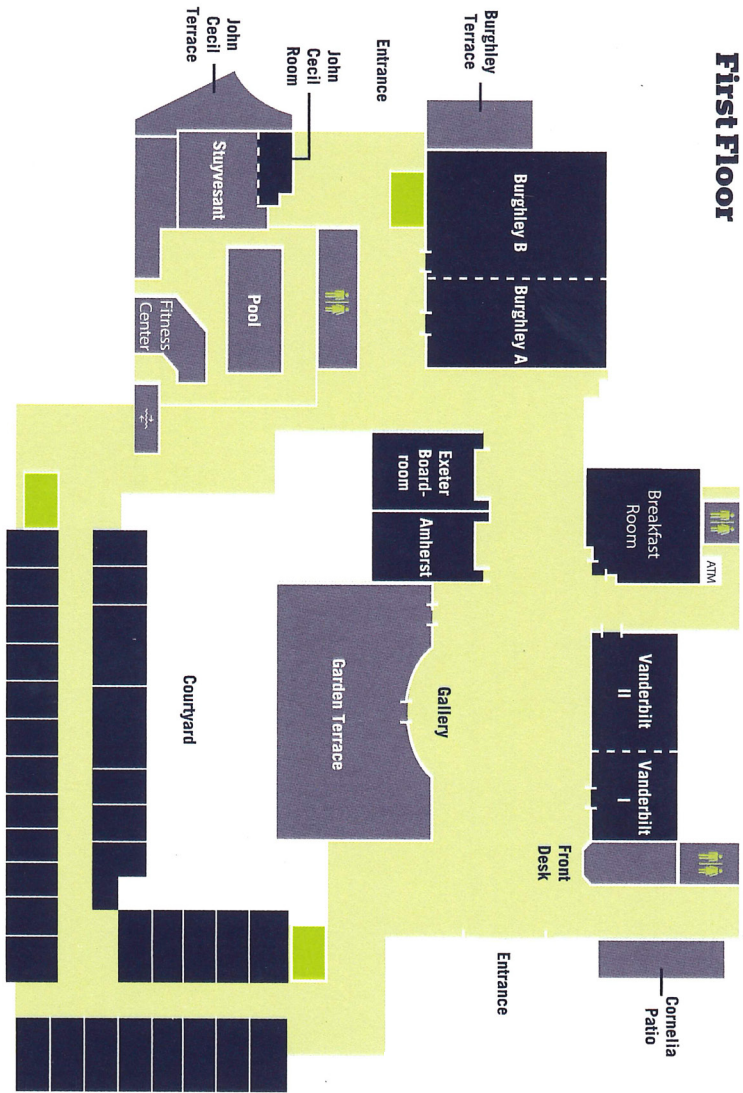 First Floor
Burghley
Terrace
Entrance
John
Cecil
Room
John
Cecil
Terrace
Burghley B
Burghley A
Stuyvesant
Pool
Fitness
Center
Breakfast
Room
ATM
Exeter
Board-
room
Amherst
Vanderbilt
II
Vanderbilt
I
Gallery
Garden Terrace
Courtyard
Front
Desk
Entrance
Cornelia
Patio